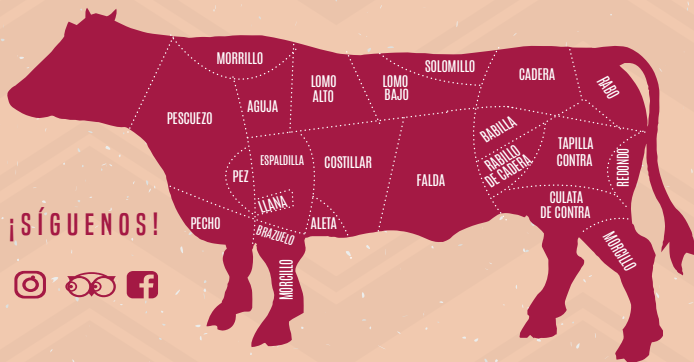 MORRILLO
SOLOMILLO
LOMO
ALTO
LOMO
BAJO
CADERA
RABO
AGUJA
PESCUEZO
BABILLA
TAPILLA
CONTRA
ESPALDILLA
COSTILLAR
RABILLO
DE CADERA
REDONDO
PEZ
FALDA
LLANA
CULATA
DE CONTRA
PECHO
ALETA
BRAZUELO
MORCILLO
MORCILLO
¡SÍGUENOS!